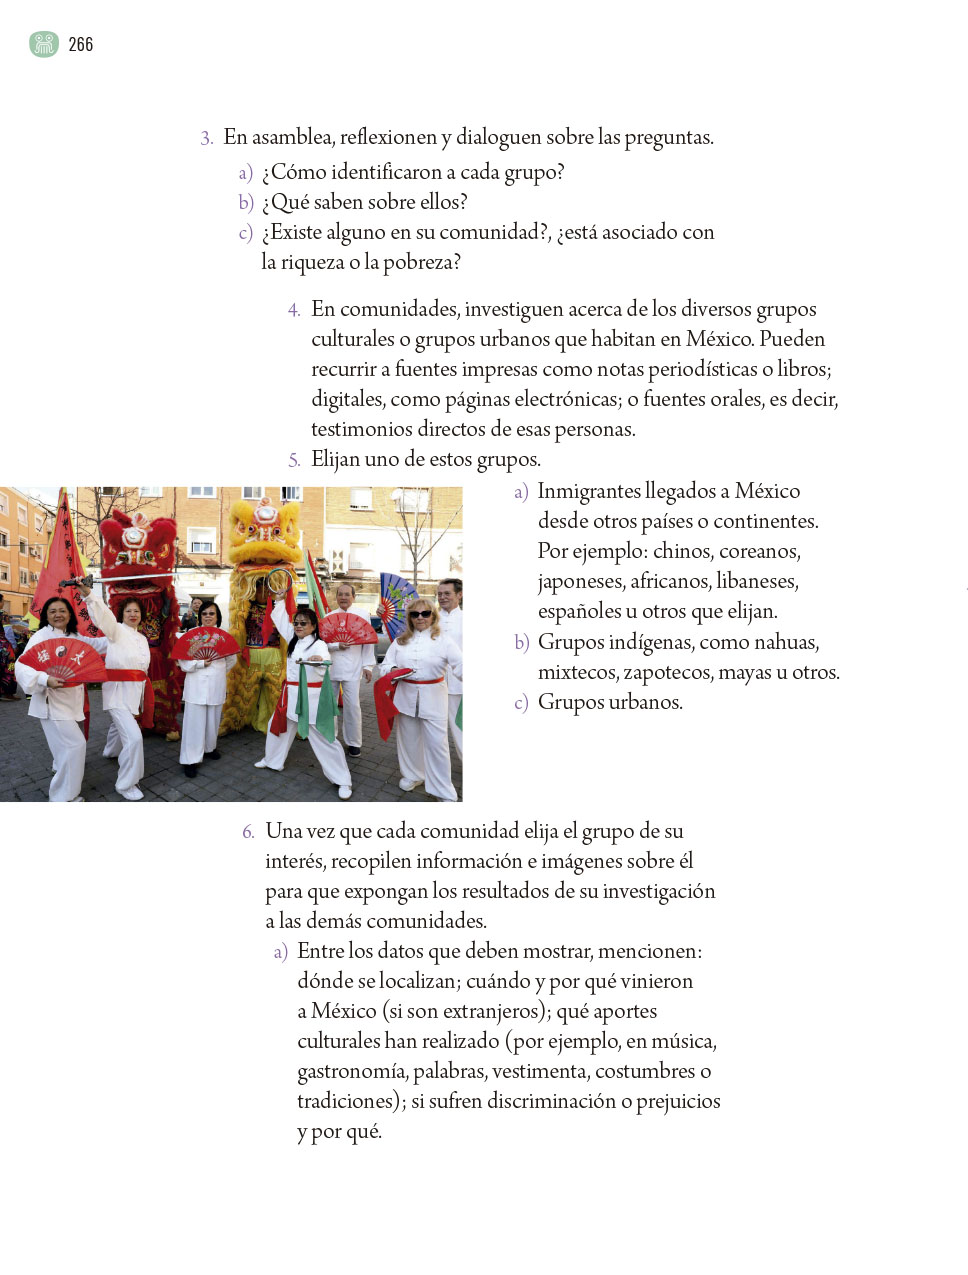 266
3. En asamblea, reflexionen y dialoguen sobre las preguntas.
a) ¿Cómo identificaron a cada grupo?
b) ¿Qué saben sobre ellos?
c) ¿Existe alguno en su comunidad?, ¿está asociado con
la riqueza o la pobreza?
4. En comunidades, investiguen acerca de los diversos grupos
culturales o grupos urbanos que habitan en México. Pueden
recurrir a fuentes impresas como notas periodísticas o libros;
digitales, como páginas electrónicas; o fuentes orales, es decir,
testimonios directos de esas personas.
5. Elijan uno de estos grupos.
a) Inmigrantes llegados a México
desde otros países o continentes.
Por ejemplo: chinos, coreanos,
japoneses, africanos, libaneses,
españoles u otros que elijan.
b) Grupos indígenas, como nahuas,
mixtecos, zapotecos, mayas u otros.
c) Grupos urbanos.
極 太
6. Una vez que cada comunidad elija el grupo de su
interés, recopilen información e imágenes sobre él
para que expongan los resultados de su investigación
a las demás comunidades.
a) Entre los datos que deben mostrar, mencionen:
dónde se localizan; cuándo y por qué vinieron
a México (si son extranjeros); qué aportes
culturales han realizado (por ejemplo, en música,
gastronomía, palabras, vestimenta, costumbres o
tradiciones); si sufren discriminación o prejuicios
y por qué.